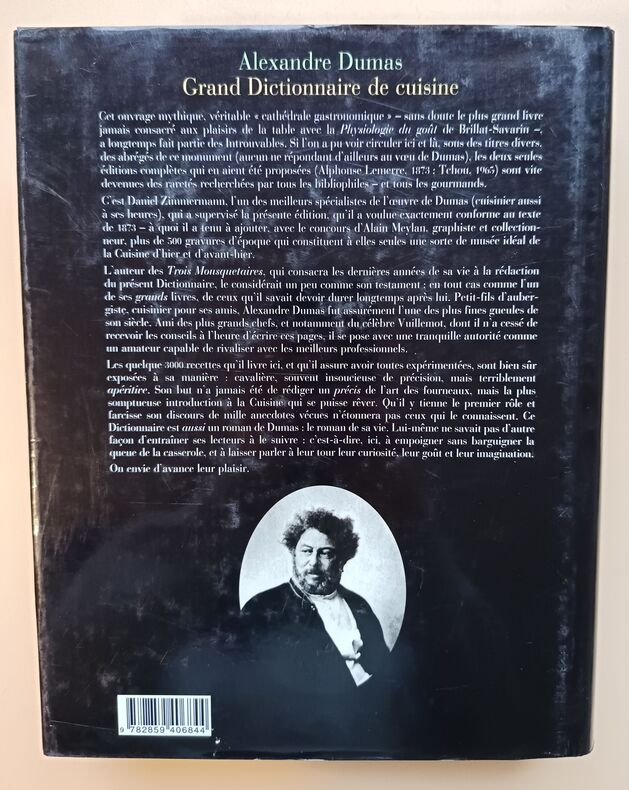 Alexandre Dumas
Grand Dictionnaire de cuisine
Cet ouvrage mythique, véritable « cathédrale gastronomique » – sans doute le plus grand livre
jamais consacré aux plaisirs de la table avec la Physiologie du goût de Brillat-Savarin –,
a longtemps fait partie des Introuvables. Si l'on a pu voir circuler ici et là, sous des titres divers,
des abrégés de ce monument (aucun ne répondant d'ailleurs au vœu de Dumas), les deux seules
éditions complètes qui en aient été proposées (Alphonse Lemerre, 1873 ; Tchou, 1965) sont vite
devenues des raretés recherchées par tous les bibliophiles – et tous les gourmands.
C'est Daniel Zimmermann, l'un des meilleurs spécialistes de l'œuvre de Dumas (cuisinier aussi
à ses heures), qui a supervisé la présente édition, qu'il a voulue exactement conforme au texte
de 1873 – à quoi il a tenu à ajouter, avec le concours d'Alain Meylan, graphiste et collection-
neur, plus de 500 gravures d'époque qui constituent à elles seules une sorte de musée idéal de
la Cuisine d'hier et d'avant-hier.
L'auteur des Trois Mousquetaires, qui consacra les dernières années de sa vie à la rédaction
du présent Dictionnaire, le considérait un peu comme son testament : en tout cas comme l'un
de ses grands livres, de ceux qu'il savait devoir durer longtemps après lui. Petit-fils d'auber-
giste, cuisinier pour ses amis, Alexandre Dumas fut assurément l'une des plus fines gueules de
son siècle. Ami des plus grands chefs, et notamment du célèbre Vuillemot, dont il n'a cessé de
recevoir les conseils à l'heure d'écrire ces pages, il se pose avec une tranquille autorité comme
un amateur capable de rivaliser avec les meilleurs professionnels.
Les quelque 3000 recettes qu'il livre ici, et qu'il assure avoir toutes expérimentées, sont bien sûr
exposées à sa manière : cavalière, souvent insoucieuse de précision, mais terriblement
apéritive. Son but n'a jamais été de rédiger un précis de l'art des fourneaux, mais la plus
somptueuse introduction à la Cuisine qui se puisse rêver. Qu'il y tienne le premier rôle et
farcisse son discours de mille anecdotes vécues n'étonnera pas ceux qui le connaissent. Ce
Dictionnaire est aussi un roman de Dumas : le roman de sa vie. Lui-même ne savait pas d'autre
façon d'entraîner ses lecteurs à le suivre : c'est-à-dire, ici, à empoigner sans barguigner la
queue de la casserole, et à laisser parler à leur tour leur curiosité, leur goût et leur imagination.
On envie d'avance leur plaisir.
9 782859 406844